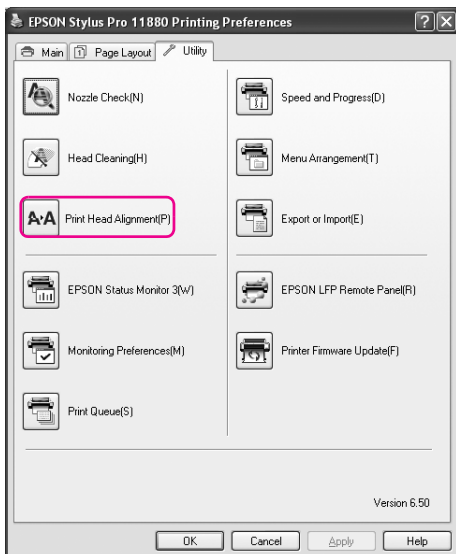 EPSON Stylus Pro 11880 Printing Preferences
Main Page Layout Utility
Nozzle Check(N)
Speed and Progress(D)
Head Cleaning(H)
Menu Arrangement(T)
A›A Print Head Alignment(P)
Export or Import(E)
EPSON Status Monitor 3(W)
EPSON LFP Remote Panel(R)
Monitoring Preferences(M)
Printer Firmware Update(F)
Print Queue(S)
Version 6.50
OK Cancel Apply Help